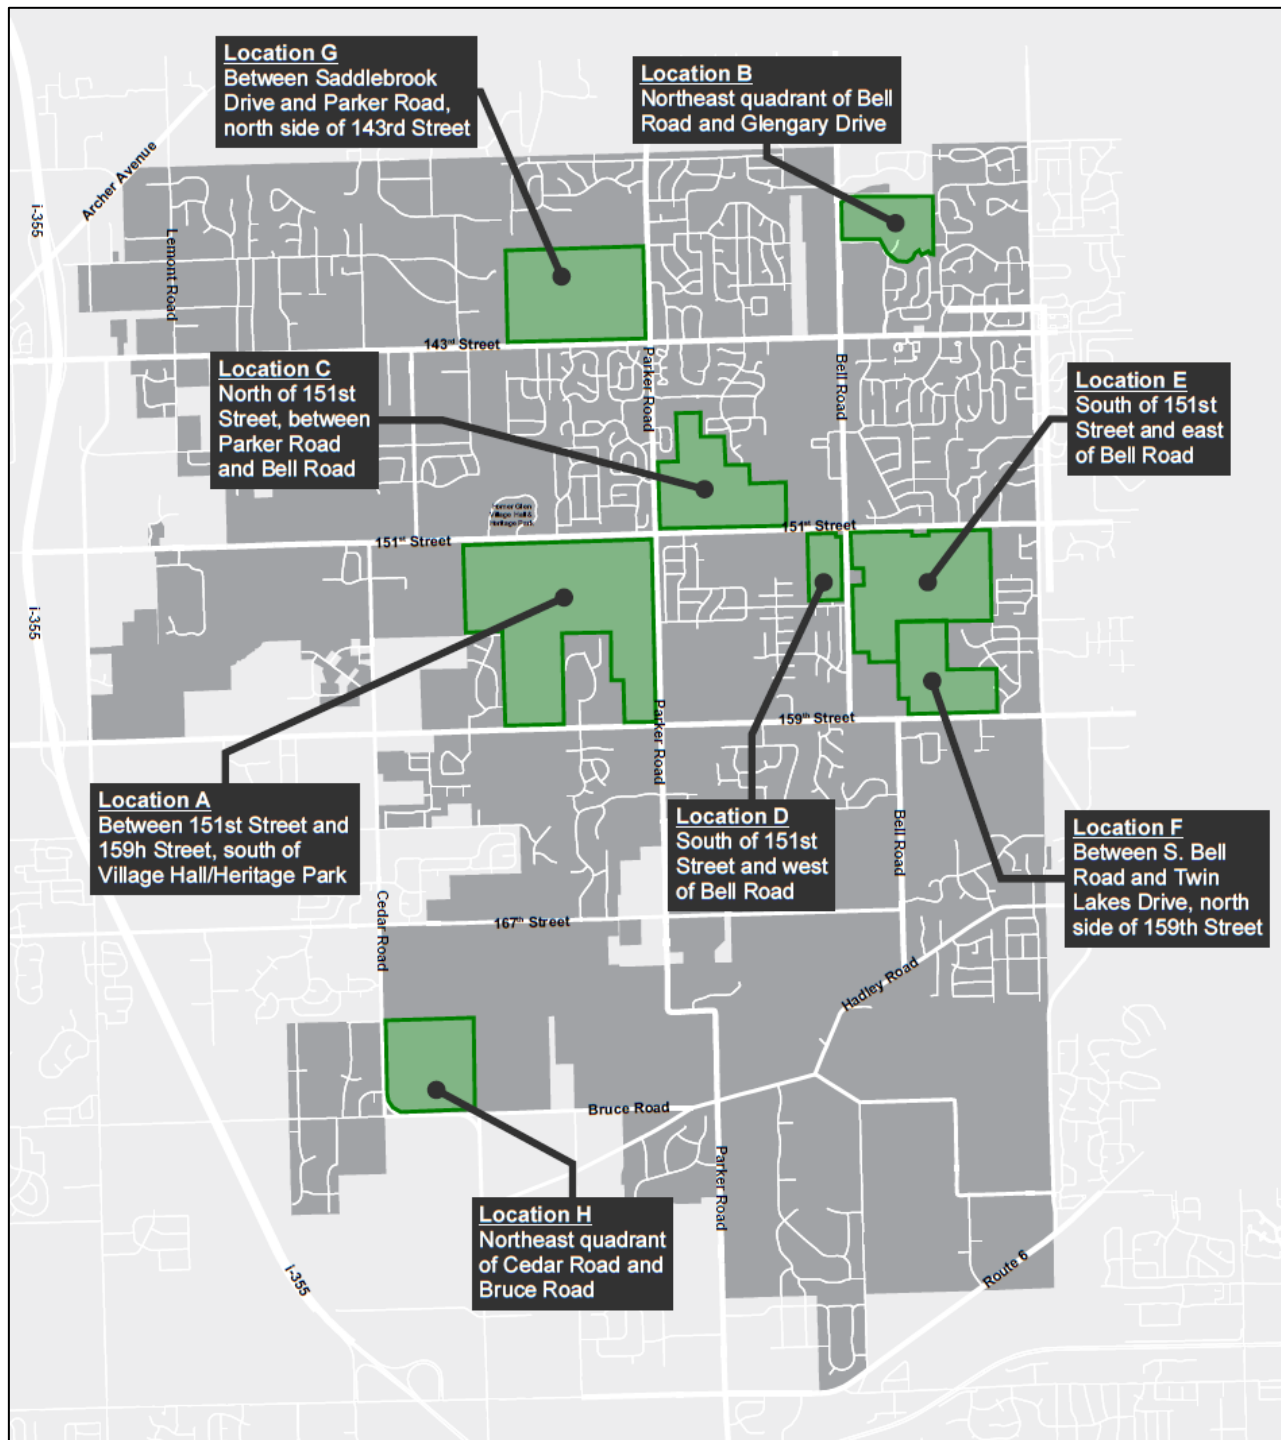 Location G
Between Saddlebrook
Drive and Parker Road,
north side of 143rd Street
Location B
Northeast quadrant of Bell
Road and Glengary Drive
Archer Avenue
i-355
Lemont Road
143rd Street
Parker Road
Bell Road
Location C
North of 151st
Street, between
Parker Road
and Bell Road
Location E
South of 151st
Street and east
of Bell Road
Homer Glen
Village Hall &
Heritage Park
151st Street
151st Street
i-355
159th Street
Parker Road
Location A
Between 151st Street and
159h Street, south of
Village Hall/Heritage Park
Location D
South of 151st
Street and west
of Bell Road
Bell Road
Location F
Between S. Bell
Road and Twin
Lakes Drive, north
side of 159th Street
Cedar Road
167th Street
Hadley Road
Bruce Road
Parker Road
Location H
Northeast quadrant
of Cedar Road and
Bruce Road
i-355
Route 6